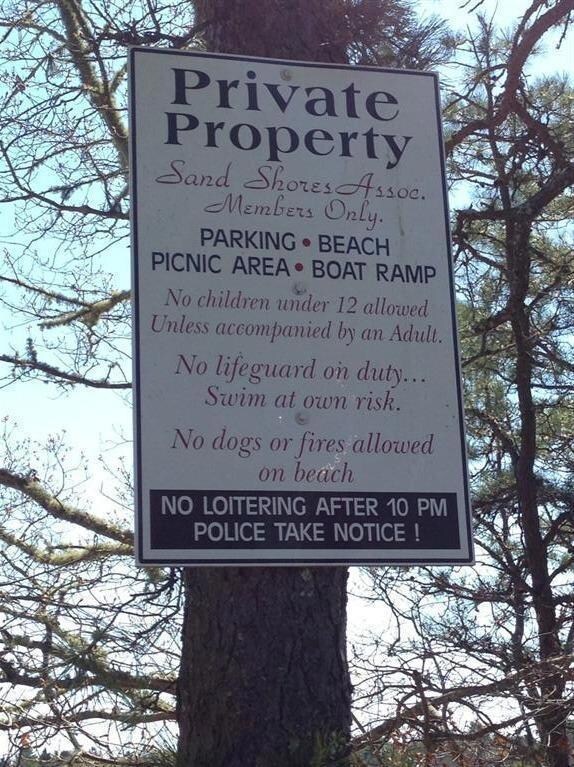 Private
Property
Sand Shores Assoc.
Members Only.
PARKING • BEACH
PICNIC AREA • BOAT RAMP
No children under 12 allowed
Unless accompanied by an Adult.
No lifeguard on duty...
Swim at own risk.
No dogs or fires allowed
on beach
NO LOITERING AFTER 10 PM
POLICE TAKE NOTICE !